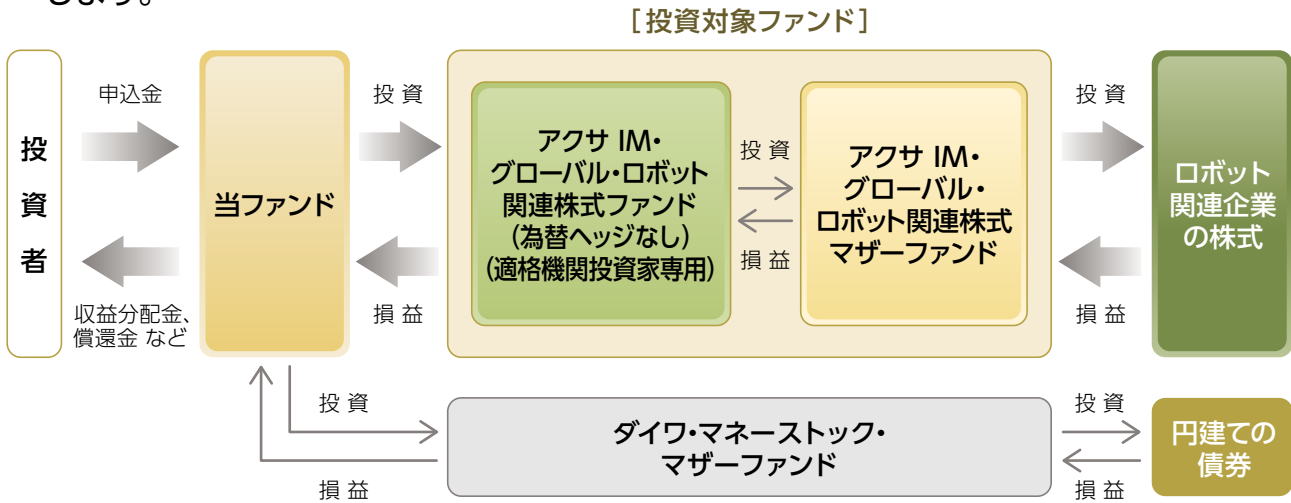 します。
[投資対象ファンド]
投資者
申込金
収益分配金、
償還金 など
当ファンド
投 資
損 益
アクサ IM・
グローバル・ロボット
関連株式ファンド
(為替ヘッジなし)
(適格機関投資家専用)
投 資
損 益
アクサ IM・
グローバル・
ロボット関連株式
マザーファンド
投 資
損 益
ロボット
関連企業
の株式
投 資
損 益
ダイワ・マネーストック・
マザーファンド
投 資
損 益
円建ての
債券